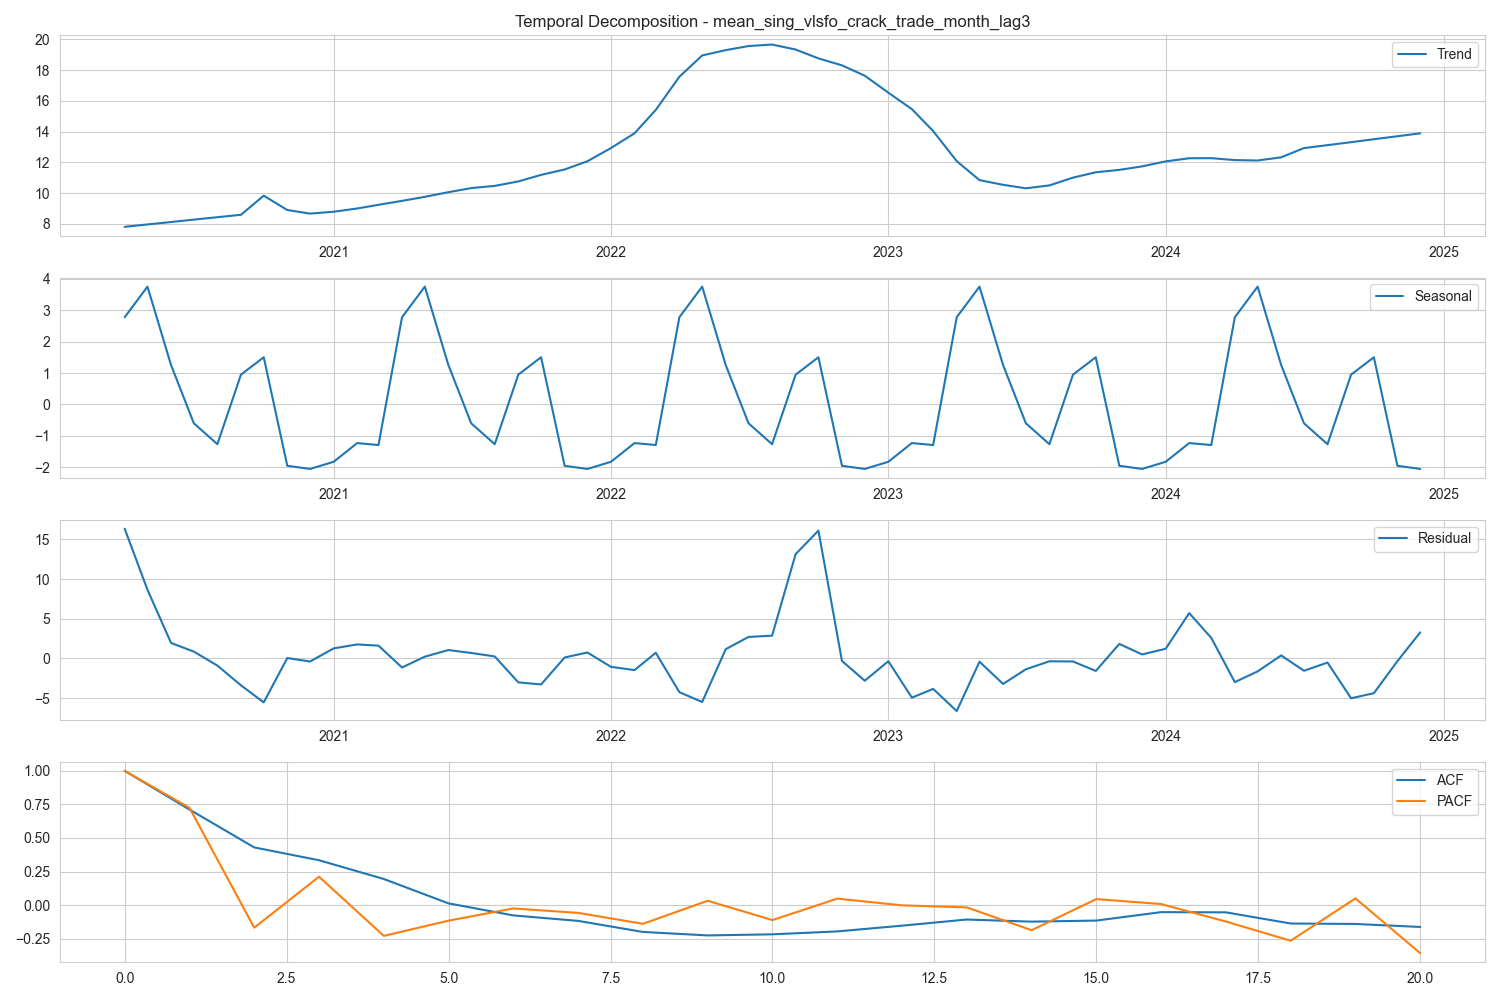 Temporal Decomposition - mean_sing_vlsfo_crack_trade_month_lag3
20
18
16
14
12
10
8
Trend
2021 2022 2023 2024 2025
4
3
2
1
0
−1
−2
Seasonal
2021 2022 2023 2024 2025
15
10
5
0
−5
Residual
2021 2022 2023 2024 2025
1.00
0.75
0.50
0.25
0.00
−0.25
ACF
PACF
0.0 2.5 5.0 7.5 10.0 12.5 15.0 17.5 20.0